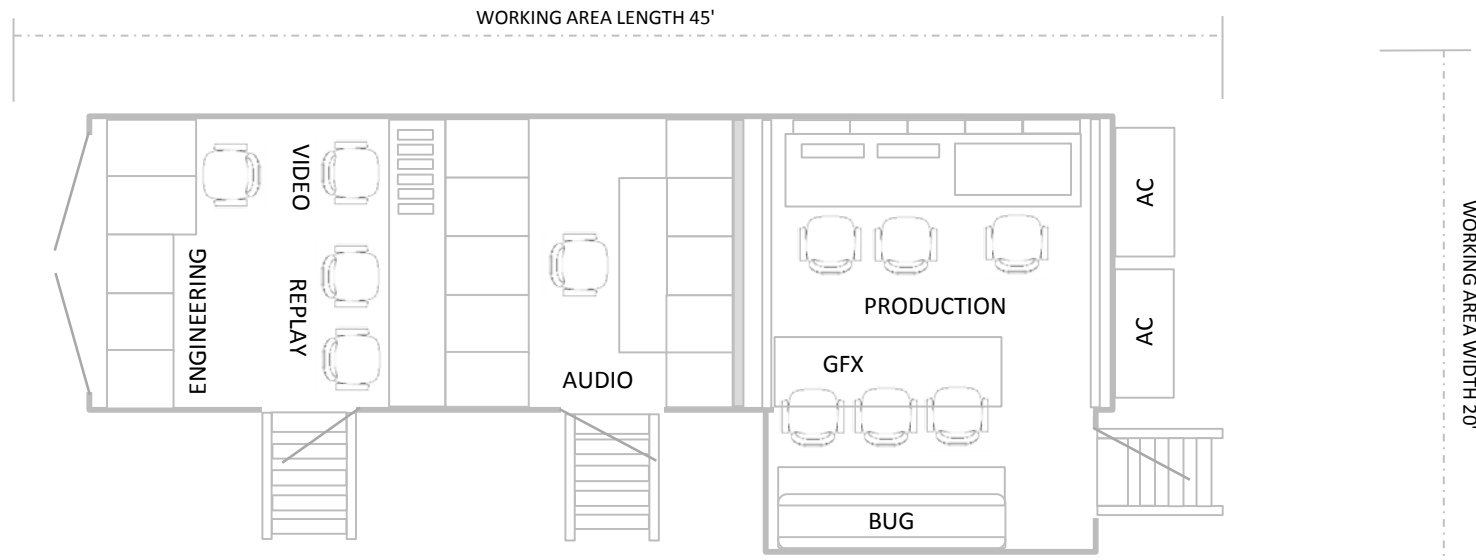 WORKING AREA LENGTH 45'
VIDEO
AC
WORKING AREA WIDTH 20'
ENGINEERING
REPLAY
PRODUCTION
AC
GFX
AUDIO
BUG